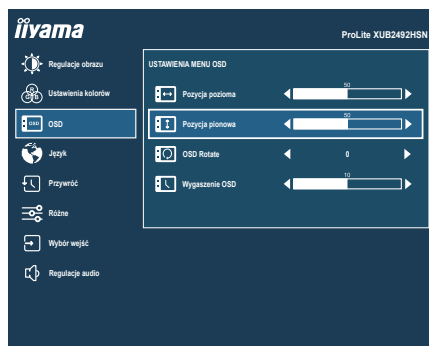 iiyama
ProLite XUB2492HSN
Regulacje obrazu
Ustawienia kolorów
OSD
OSD
Język
Przywróć
Różne
Wybór wejść
Regulacje audio
USTAWIENIA MENU OSD
Pozycja pozioma
50
Pozycja pionowa
50
OSD Rotate
0
Wygaszenie OSD
10